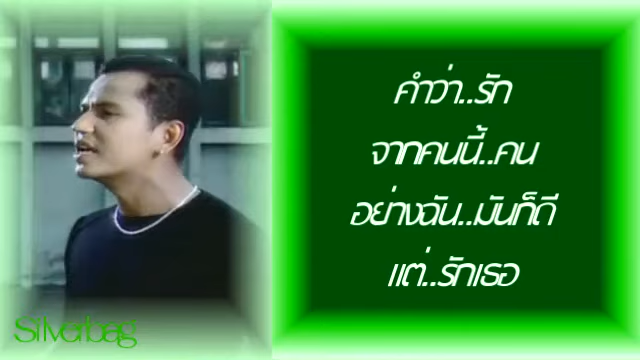 คำว่า..รัก
จากคนนี้..คน
อย่างฉัน..มันก็ดี
แต่..รักเธอ
Silverbag